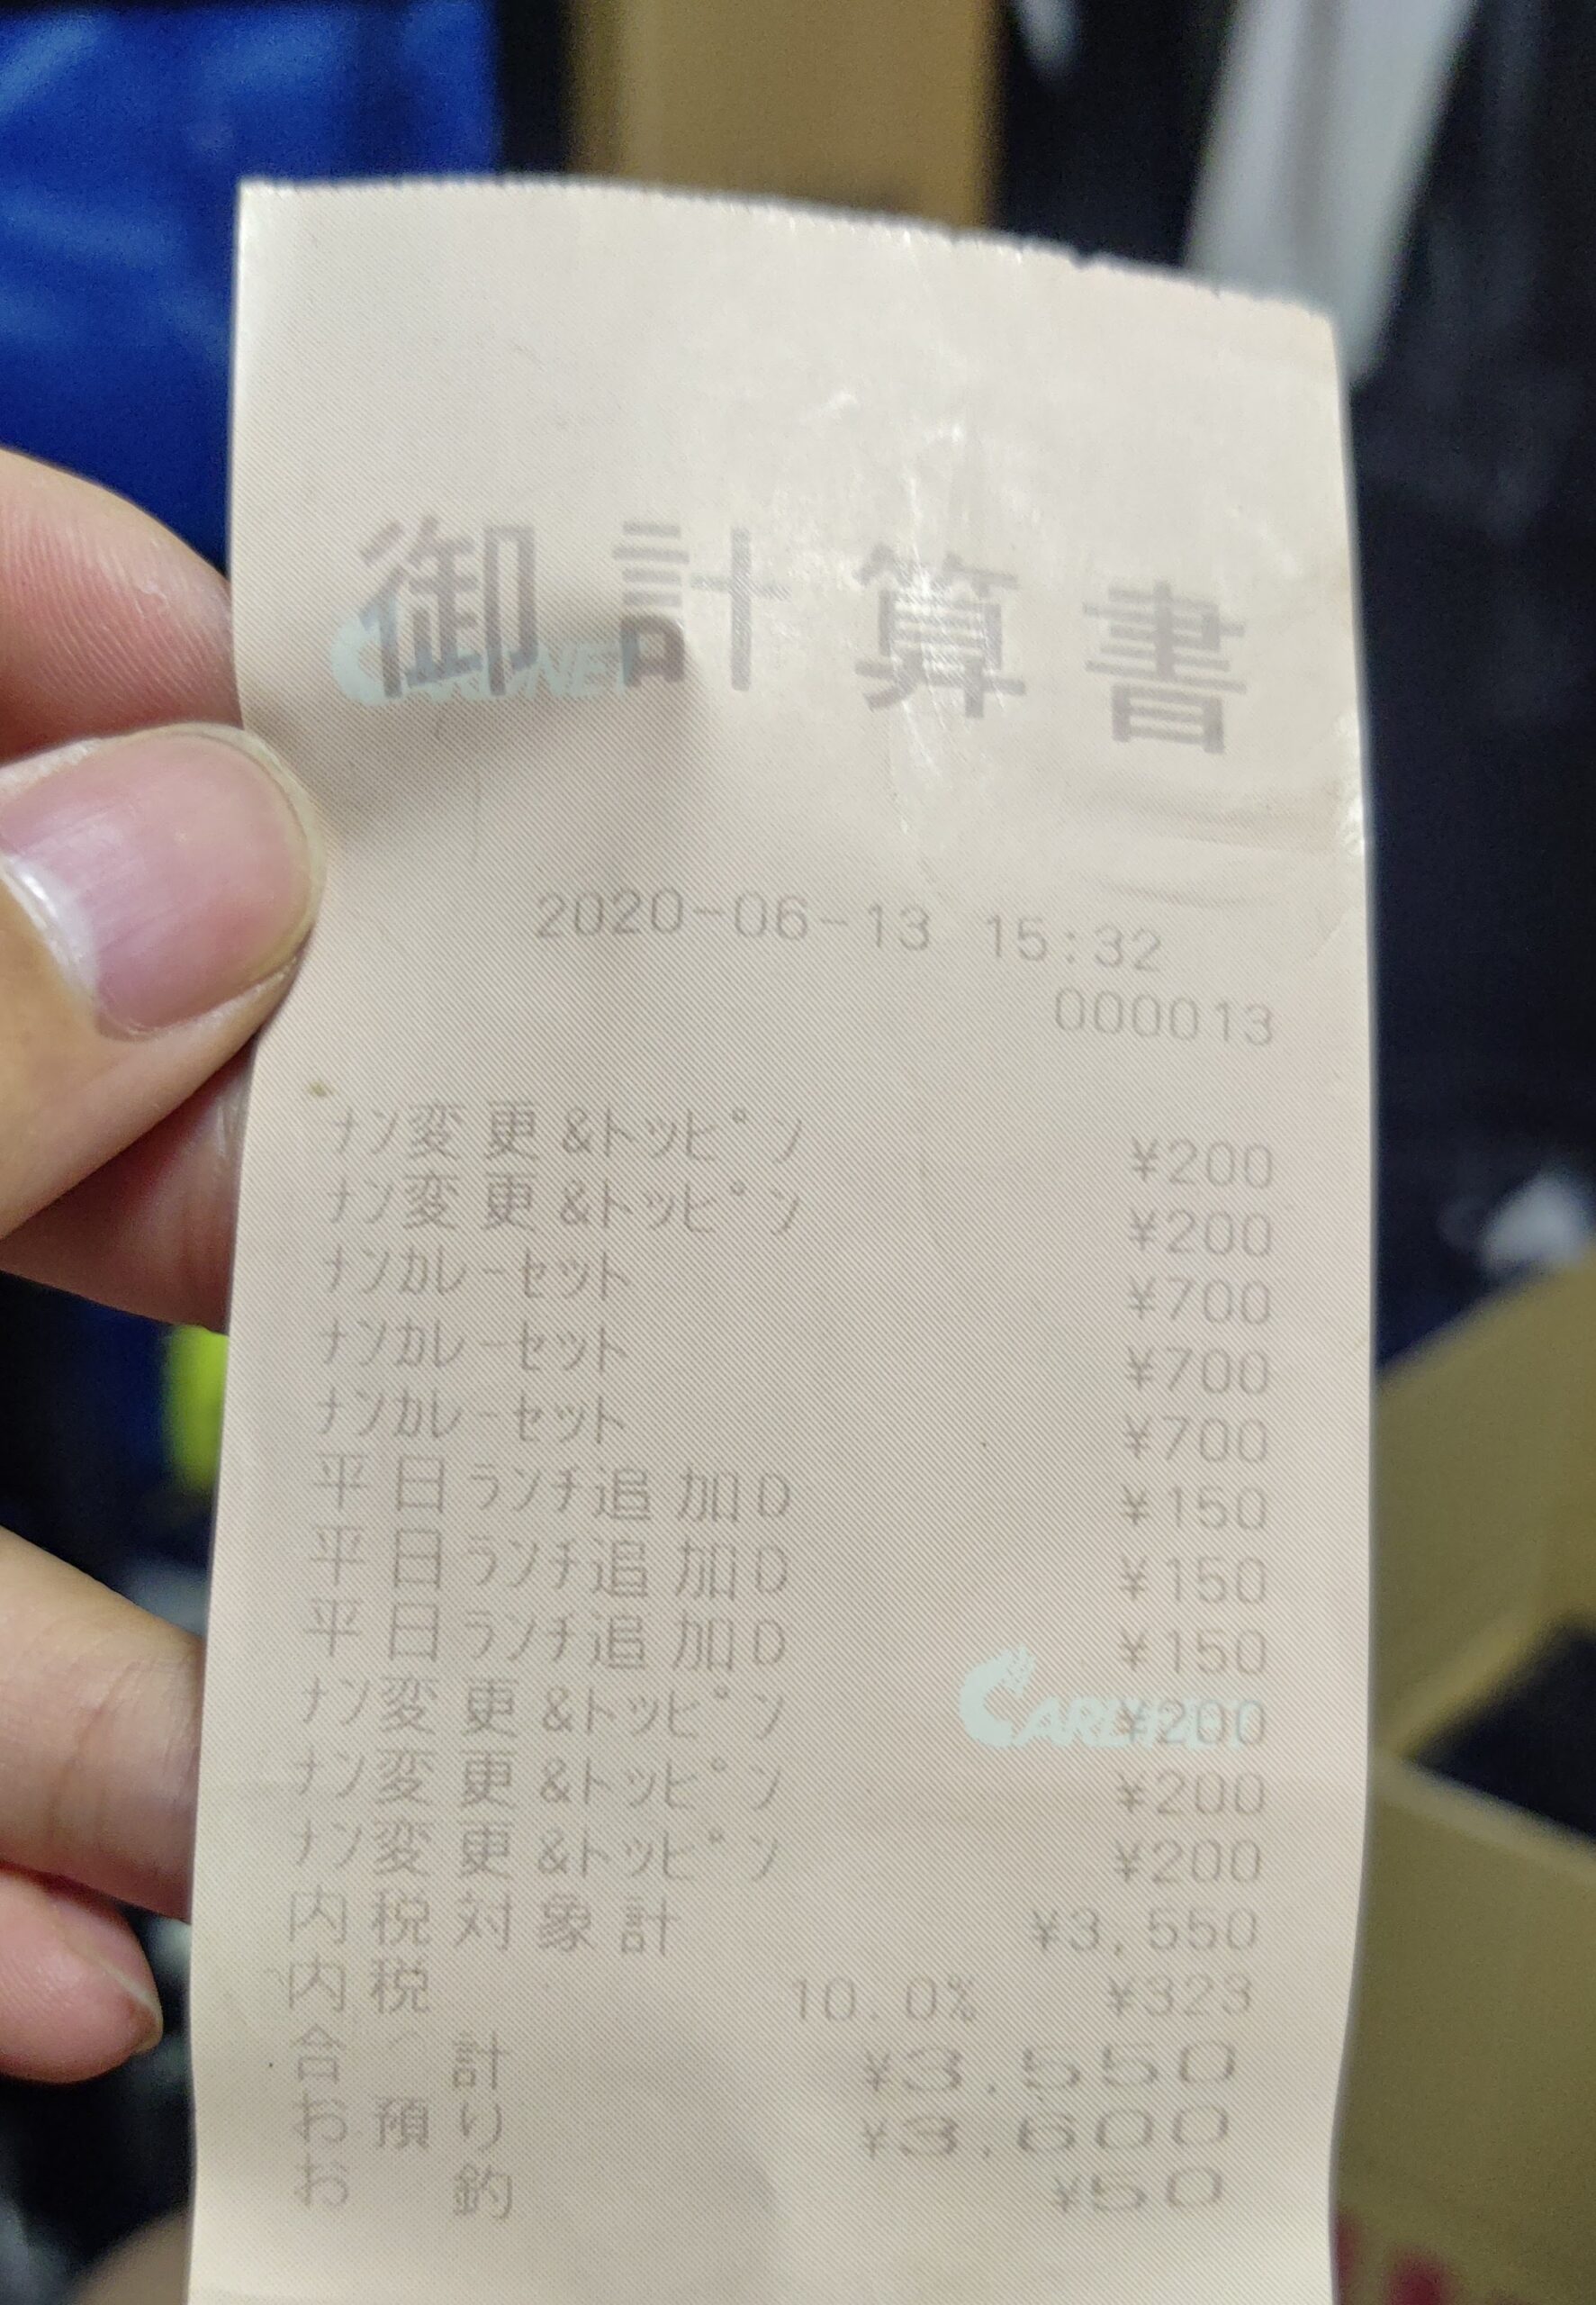 御計算書
CARDNET
2020-06-13 15:32
000013
ﾅﾝ変更&ﾄｯﾋﾟﾝ ¥200
ﾅﾝ変更&ﾄｯﾋﾟﾝ ¥200
ﾅﾝｶﾚｰｾｯﾄ ¥700
ﾅﾝｶﾚｰｾｯﾄ ¥700
ﾅﾝｶﾚｰｾｯﾄ ¥700
平日ﾗﾝﾁ追加D ¥150
平日ﾗﾝﾁ追加D ¥150
平日ﾗﾝﾁ追加D ¥150
ﾅﾝ変更&ﾄｯﾋﾟﾝ ¥200
CARDNET
ﾅﾝ変更&ﾄｯﾋﾟﾝ ¥200
ﾅﾝ変更&ﾄｯﾋﾟﾝ ¥200
内税対象計 ¥3,550
内税 10.0% ¥323
合計 ¥3,550
お預り ¥3,600
お釣 ¥50